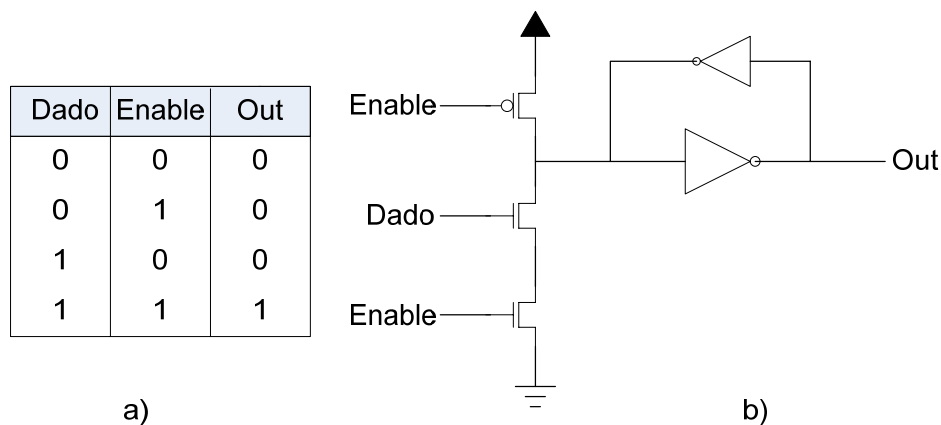 Dado Enable Out
0 0 0
0 1 0
1 0 0
1 1 1
a)
Enable
Dado
Enable
Out
b)